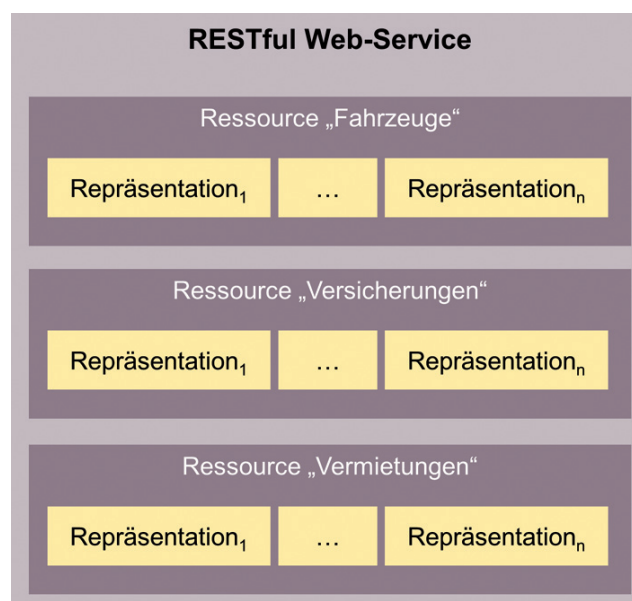 RESTful Web-Service
Ressource „Fahrzeuge“
Repräsentation₁ … Repräsentationₙ
Ressource „Versicherungen“
Repräsentation₁ … Repräsentationₙ
Ressource „Vermietungen“
Repräsentation₁ … Repräsentationₙ